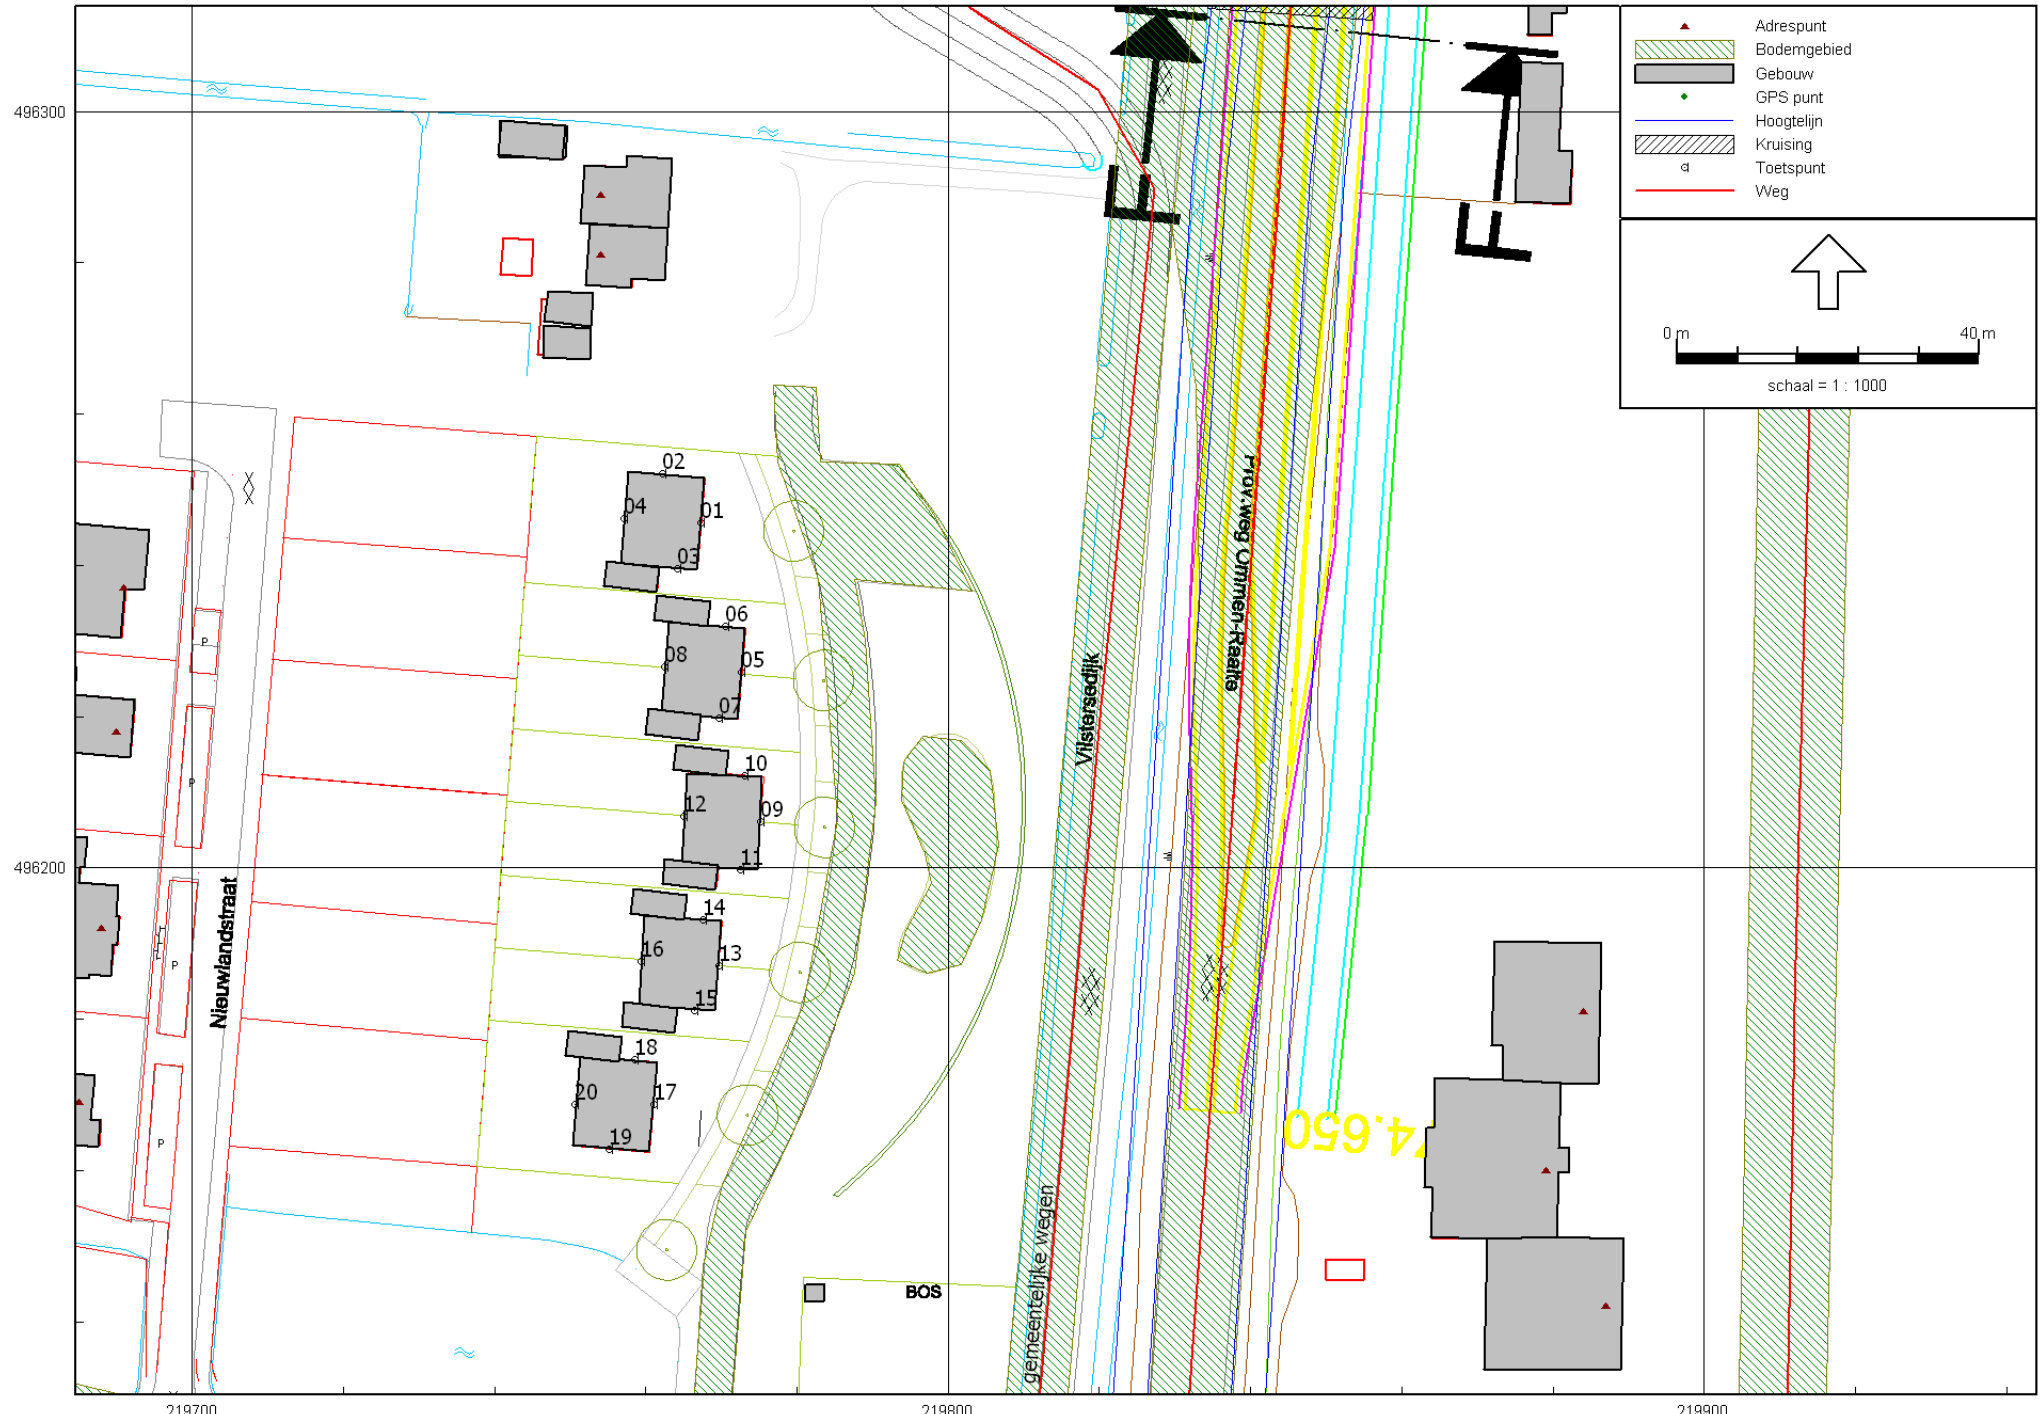 Adrespunt
Bodemgebied
Gebouw
GPS punt
Hoogtelijn
Kruising
Toetspunt
Weg
0 m
40 m
schaal = 1 : 1000
496300
496200
219700
219800
219900
02
04
01
03
06
08
05
07
10
12
09
11
14
16
13
15
18
20
17
19
P
P
P
P
Nieuwlandstraat
Vilstersedijk
Prov.weg Ommen-Raalte
gemeentelijke wegen
BOS
74.650